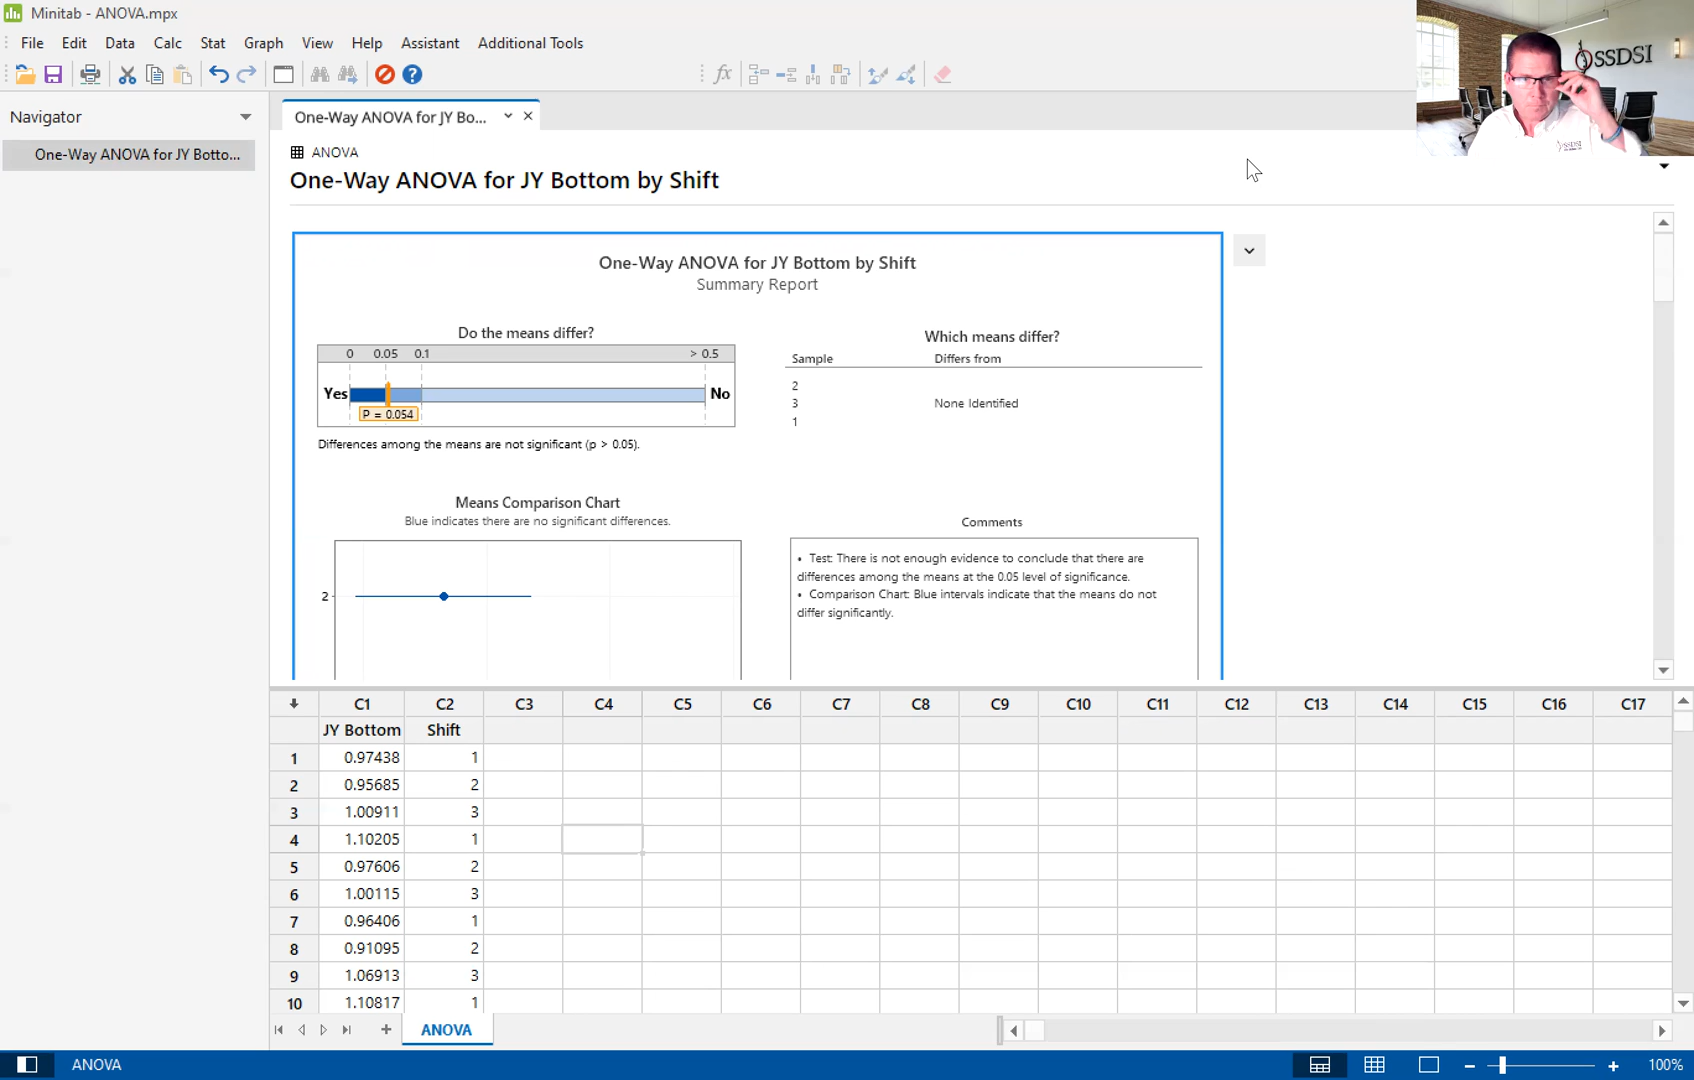 Minitab - ANOVA.mpx
File Edit Data Calc Stat Graph View Help Assistant Additional Tools
SSDSI
SSDSI
Navigator
One-Way ANOVA for JY Botto...
One-Way ANOVA for JY Bo...
ANOVA
One-Way ANOVA for JY Bottom by Shift
One-Way ANOVA for JY Bottom by Shift
Summary Report
Do the means differ?
0 0.05 0.1 > 0.5
Yes No
P = 0.054
Differences among the means are not significant (p > 0.05).
Which means differ?
Sample Differs from
2
3 None Identified
1
Means Comparison Chart
Blue indicates there are no significant differences.
2
Comments
• Test: There is not enough evidence to conclude that there are
differences among the means at the 0.05 level of significance.
• Comparison Chart: Blue intervals indicate that the means do not
differ significantly.
C1 C2 C3 C4 C5 C6 C7 C8 C9 C10 C11 C12 C13 C14 C15 C16 C17
JY Bottom Shift
1 0.97438 1
2 0.95685 2
3 1.00911 3
4 1.10205 1
5 0.97606 2
6 1.00115 3
7 0.96406 1
8 0.91095 2
9 1.06913 3
10 1.10817 1
ANOVA
ANOVA
100%